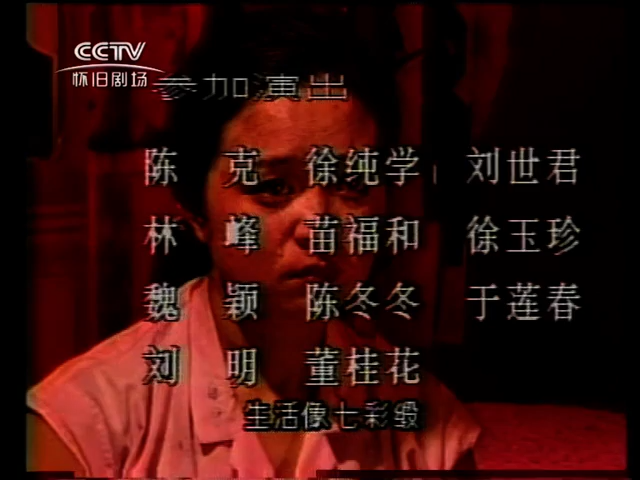 CCTV
怀旧剧场
参加演出
陈克 徐纯学 刘世君
林峰 苗福和 徐玉珍
魏颖 陈冬冬 于莲春
刘明 董桂花
生活像七彩缎